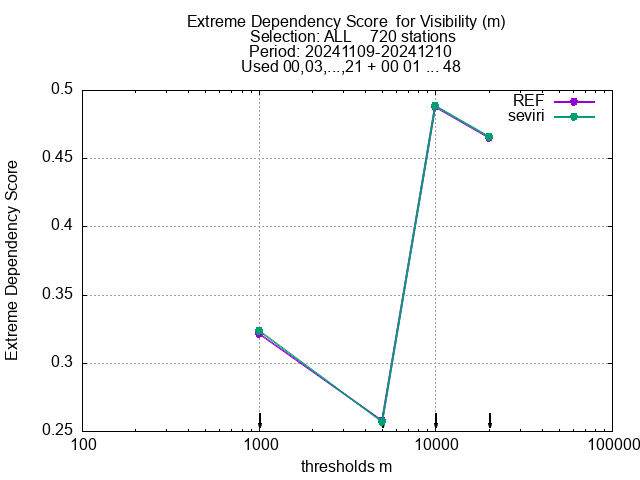 Extreme Dependency Score  for Visibility (m)
Selection: ALL    720 stations
Period: 20241109-20241210
Used 00,03,...,21 + 00 01 ... 48
REF
seviri
0.5
0.45
0.4
0.35
0.3
0.25
Extreme Dependency Score
100
1000
10000
100000
thresholds m